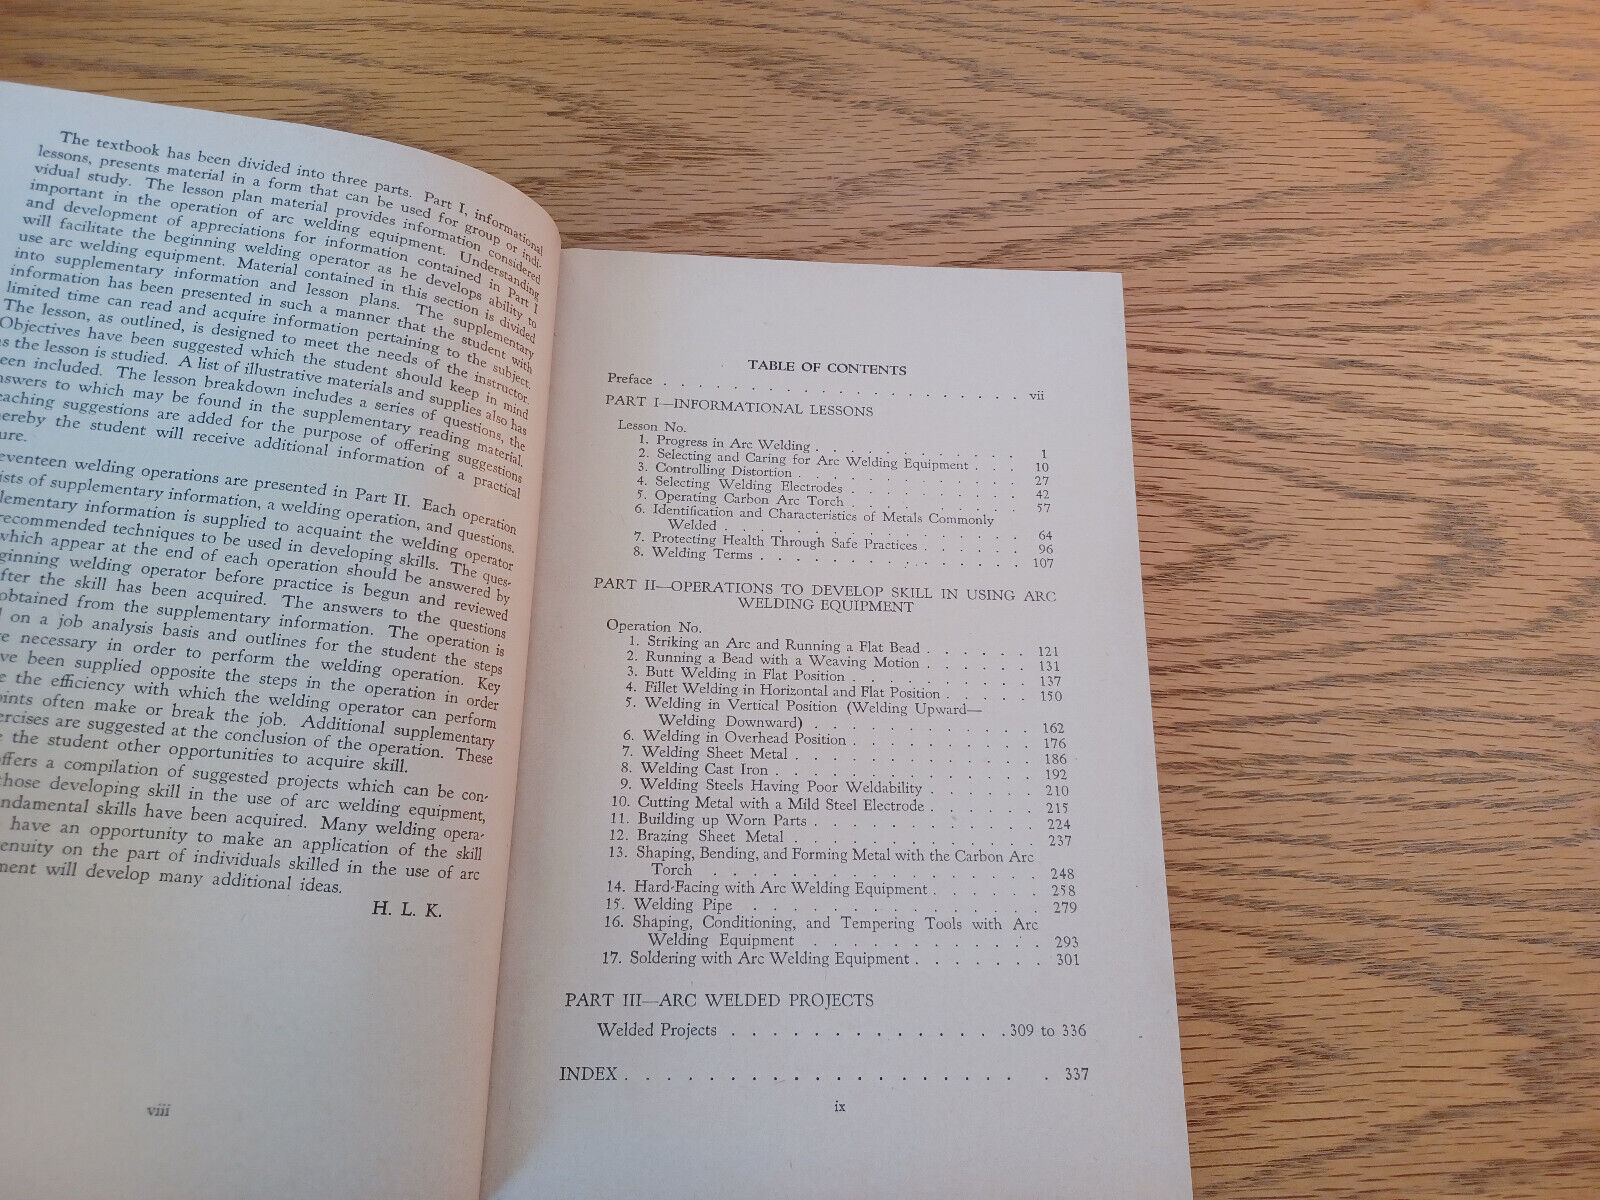 The textbook has been divided into three parts. Part I, informational
lessons, presents material in a form that can be used for group or indi-
vidual study. The lesson plan material provides information considered
important in the operation of arc welding equipment. Understanding
and development of appreciations for information contained in Part I
will facilitate the beginning welding operator as he develops ability to
use arc welding equipment. Material contained in this section is divided
into supplementary information and lesson plans. The supplementary
information has been presented in such a manner that the student with
limited time can read and acquire information pertaining to the subject.
The lesson, as outlined, is designed to meet the needs of the instructor.
Objectives have been suggested which the student should keep in mind
as the lesson is studied. A list of illustrative materials and supplies also has
een included. The lesson breakdown includes a series of questions, the
nswers to which may be found in the supplementary reading material.
eaching suggestions are added for the purpose of offering suggestions
hereby the student will receive additional information of a practical
ure.
eventeen welding operations are presented in Part II. Each operation
ists of supplementary information, a welding operation, and questions.
lementary information is supplied to acquaint the welding operator
recommended techniques to be used in developing skills. The ques-
which appear at the end of each operation should be answered by
ginning welding operator before practice is begun and reviewed
after the skill has been acquired. The answers to the questions
obtained from the supplementary information. The operation is
d on a job analysis basis and outlines for the student the steps
re necessary in order to perform the welding operation. Key
ve been supplied opposite the steps in the operation in order
e the efficiency with which the welding operator can perform
oints often make or break the job. Additional supplementary
ercises are suggested at the conclusion of the operation. These
e the student other opportunities to acquire skill.
ffers a compilation of suggested projects which can be con-
those developing skill in the use of arc welding equipment,
ndamental skills have been acquired. Many welding opera-
have an opportunity to make an application of the skill
enuity on the part of individuals skilled in the use of arc
ment will develop many additional ideas.
H. L. K.
viii
TABLE OF CONTENTS
Preface . . . . . . . . . . . . . . . . . . . vii
PART I—INFORMATIONAL LESSONS
Lesson No.
1. Progress in Arc Welding . . . . . . . . . . . 1
2. Selecting and Caring for Arc Welding Equipment . . . 10
3. Controlling Distortion . . . . . . . . . . . 27
4. Selecting Welding Electrodes . . . . . . . . . . 42
5. Operating Carbon Arc Torch . . . . . . . . . . 57
6. Identification and Characteristics of Metals Commonly
Welded . . . . . . . . . . . . . . . 64
7. Protecting Health Through Safe Practices . . . . . . 96
8. Welding Terms . . . . . . . . . . . . . . 107
PART II—OPERATIONS TO DEVELOP SKILL IN USING ARC
WELDING EQUIPMENT
Operation No.
1. Striking an Arc and Running a Flat Bead . . . . . . 121
2. Running a Bead with a Weaving Motion . . . . . . 131
3. Butt Welding in Flat Position . . . . . . . . . 137
4. Fillet Welding in Horizontal and Flat Position . . . . . 150
5. Welding in Vertical Position (Welding Upward—
Welding Downward) . . . . . . . . . . . 162
6. Welding in Overhead Position . . . . . . . . . 176
7. Welding Sheet Metal . . . . . . . . . . . . 186
8. Welding Cast Iron . . . . . . . . . . . . . 192
9. Welding Steels Having Poor Weldability . . . . . . 210
10. Cutting Metal with a Mild Steel Electrode . . . . . . 215
11. Building up Worn Parts . . . . . . . . . . . 224
12. Brazing Sheet Metal . . . . . . . . . . . . 237
13. Shaping, Bending, and Forming Metal with the Carbon Arc
Torch . . . . . . . . . . . . . . . . 248
14. Hard-Facing with Arc Welding Equipment . . . . . . 258
15. Welding Pipe . . . . . . . . . . . . . . . 279
16. Shaping, Conditioning, and Tempering Tools with Arc
Welding Equipment . . . . . . . . . . . . 293
17. Soldering with Arc Welding Equipment . . . . . . . 301
PART III—ARC WELDED PROJECTS
Welded Projects . . . . . . . . . . . . . . 309 to 336
INDEX . . . . . . . . . . . . . . . . . 337
ix